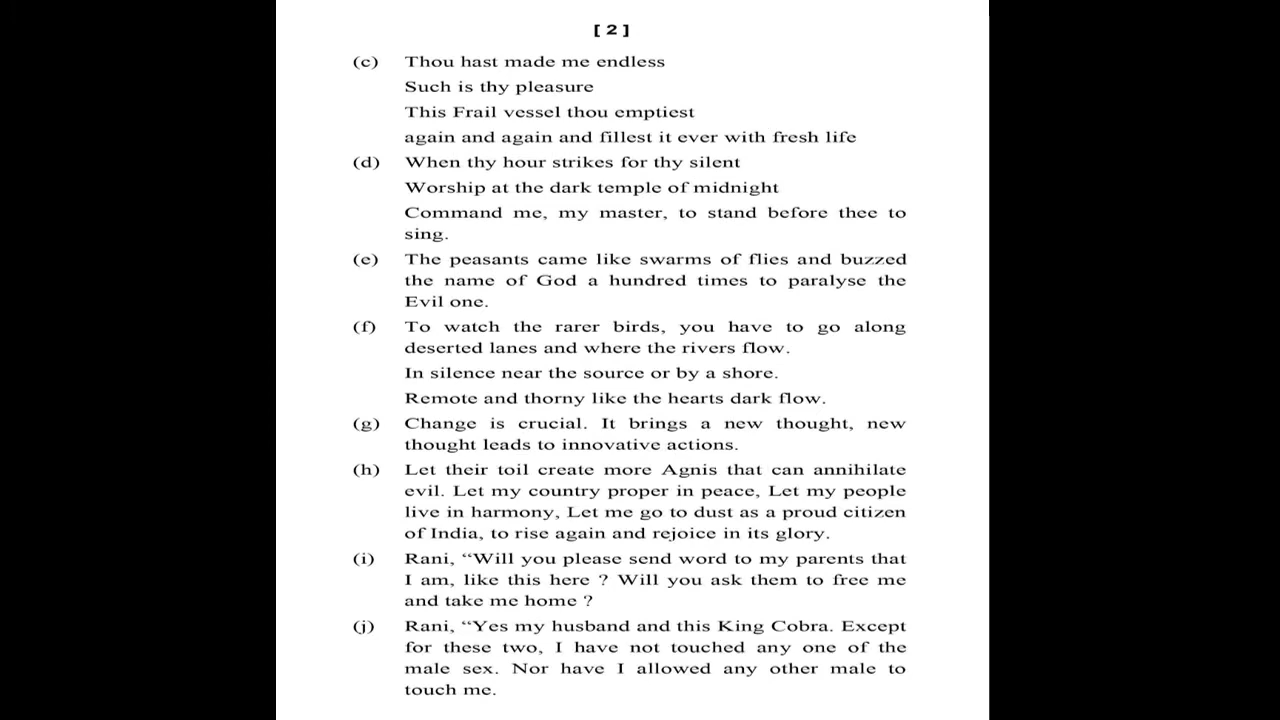 [ 2 ]
(c) Thou hast made me endless
Such is thy pleasure
This Frail vessel thou emptiest
again and again and fillest it ever with fresh life
(d) When thy hour strikes for thy silent
Worship at the dark temple of midnight
Command me, my master, to stand before thee to
sing.
(e) The peasants came like swarms of flies and buzzed
the name of God a hundred times to paralyse the
Evil one.
(f) To watch the rarer birds, you have to go along
deserted lanes and where the rivers flow.
In silence near the source or by a shore.
Remote and thorny like the hearts dark flow.
(g) Change is crucial. It brings a new thought, new
thought leads to innovative actions.
(h) Let their toil create more Agnis that can annihilate
evil. Let my country proper in peace, Let my people
live in harmony, Let me go to dust as a proud citizen
of India, to rise again and rejoice in its glory.
(i) Rani, “Will you please send word to my parents that
I am, like this here ? Will you ask them to free me
and take me home ?
(j) Rani, “Yes my husband and this King Cobra. Except
for these two, I have not touched any one of the
male sex. Nor have I allowed any other male to
touch me.